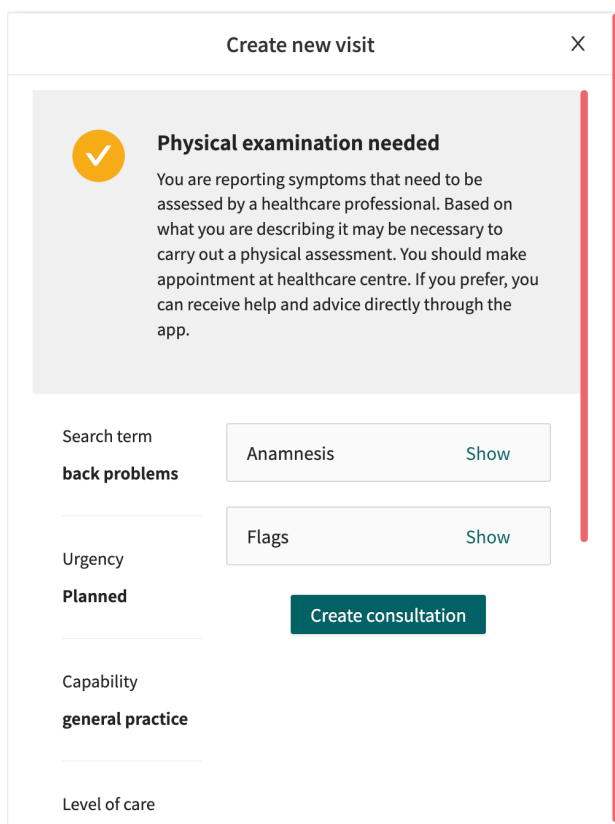 Create new visit
Physical examination needed
You are reporting symptoms that need to be
assessed by a healthcare professional. Based on
what you are describing it may be necessary to
carry out a physical assessment. You should make
appointment at healthcare centre. If you prefer, you
can receive help and advice directly through the
app.
Search term
back problems
Anamnesis Show
Flags Show
Urgency
Planned
Create consultation
Capability
general practice
Level of care